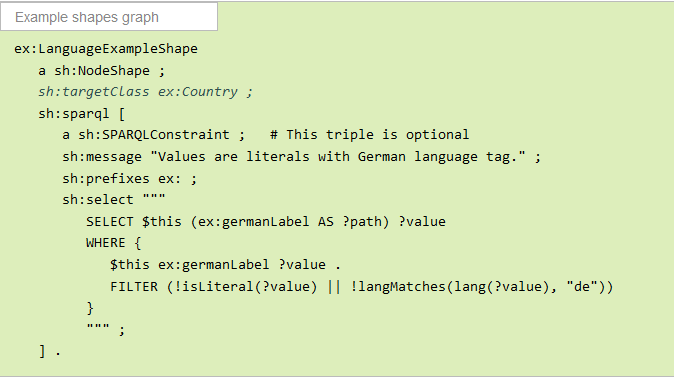 Example shapes graph
ex:LanguageExampleShape
a sh:NodeShape ;
sh:targetClass ex:Country ;
sh:sparql [
a sh:SPARQLConstraint ;   # This triple is optional
sh:message "Values are literals with German language tag." ;
sh:prefixes ex: ;
sh:select """
SELECT $this (ex:germanLabel AS ?path) ?value
WHERE {
$this ex:germanLabel ?value .
FILTER (!isLiteral(?value) || !langMatches(lang(?value), "de"))
}
""" ;
] .